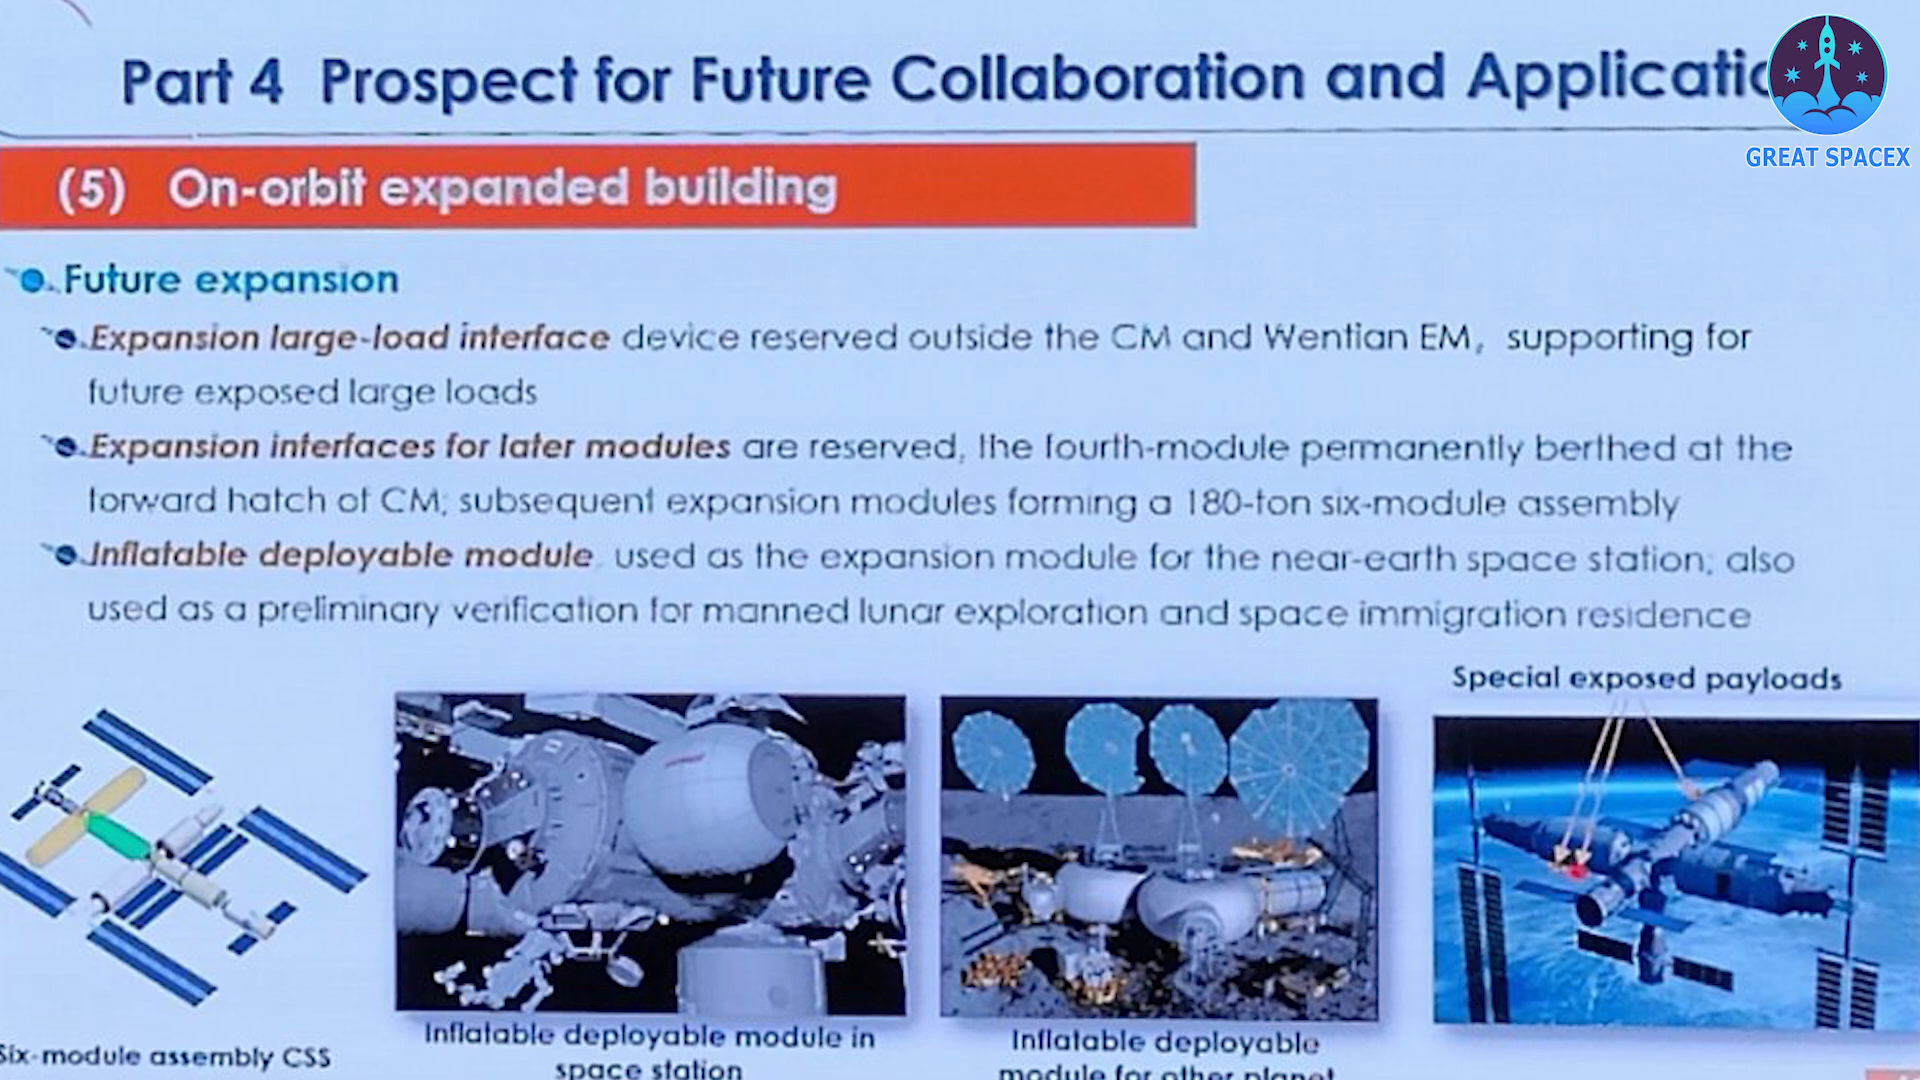 Part 4 Prospect for Future Collaboration and Applicatio
GREAT SPACEX
(5) On-orbit expanded building
Future expansion
Expansion large-load interface device reserved outside the CM and Wentian EM, supporting for
future exposed large loads
Expansion interfaces for later modules are reserved, the fourth-module permanently berthed at the
forward hatch of CM; subsequent expansion modules forming a 180-ton six-module assembly
Inflatable deployable module used as the expansion module for the near-earth space station; also
used as a preliminary verification for manned lunar exploration and space immigration residence
Special exposed payloads
Six-module assembly CSS
Inflatable deployable module in
space station
Inflatable deployable
module for other planet